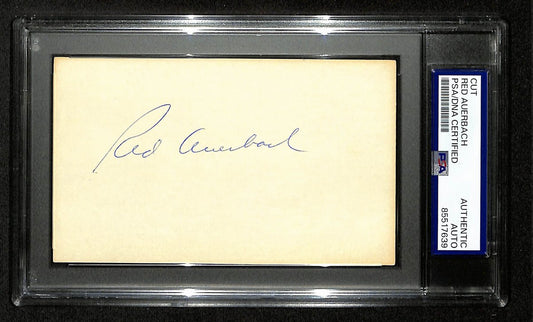 Red Auerbach
CUT
RED AUERBACH
PSA/DNA CERTIFIED
PSA
AUTHENTIC
AUTO
85517639